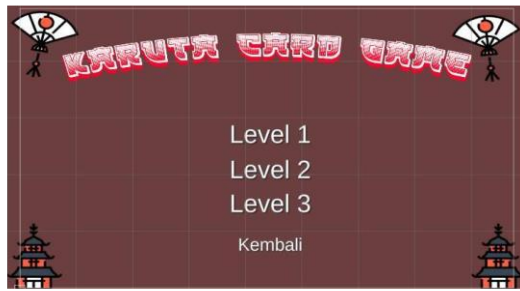 KARUTA CARD GAME
Level 1
Level 2
Level 3
Kembali